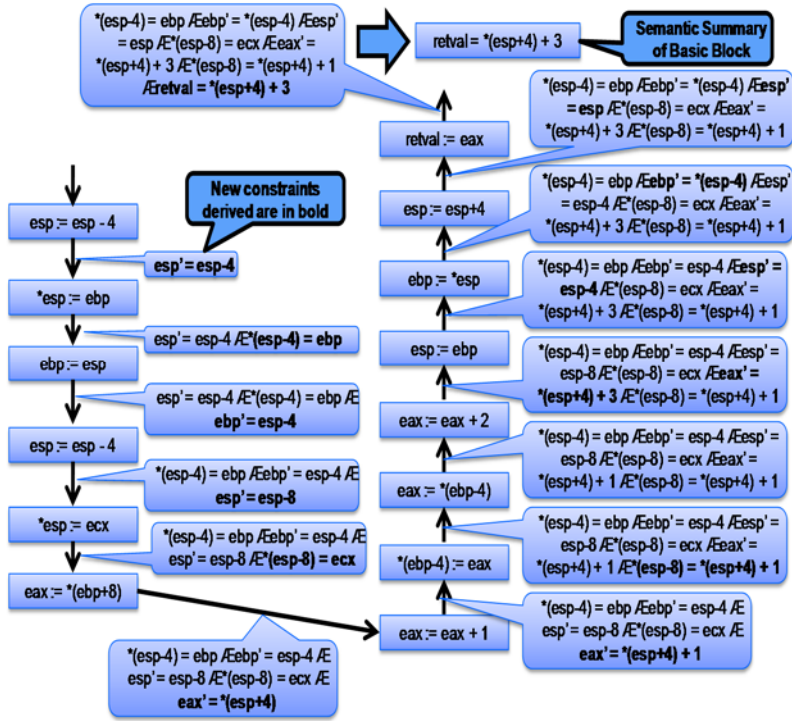 *(esp-4) = ebp Æebp' = *(esp-4) Æesp'
= esp Æ*(esp-8) = ecx Æeax' =
*(esp+4) + 3 Æ*(esp-8) = *(esp+4) + 1
Æretval = *(esp+4) + 3
retval = *(esp+4) + 3
Semantic Summary
of Basic Block
esp := esp - 4
New constraints
derived are in bold
esp' = esp-4
*esp := ebp
esp' = esp-4 Æ*(esp-4) = ebp
ebp := esp
esp' = esp-4 Æ*(esp-4) = ebp Æ
ebp' = esp-4
esp := esp - 4
*(esp-4) = ebp Æebp' = esp-4 Æ
esp' = esp-8
*esp := ecx
*(esp-4) = ebp Æebp' = esp-4 Æ
esp' = esp-8 Æ*(esp-8) = ecx
eax := *(ebp+8)
*(esp-4) = ebp Æebp' = esp-4 Æ
esp' = esp-8 Æ*(esp-8) = ecx Æ
eax' = *(esp+4)
retval := eax
*(esp-4) = ebp Æebp' = *(esp-4) Æesp'
= esp Æ*(esp-8) = ecx Æeax' =
*(esp+4) + 3 Æ*(esp-8) = *(esp+4) + 1
esp := esp+4
*(esp-4) = ebp Æebp' = *(esp-4) Æesp'
= esp-4 Æ*(esp-8) = ecx Æeax' =
*(esp+4) + 3 Æ*(esp-8) = *(esp+4) + 1
ebp := *esp
*(esp-4) = ebp Æebp' = esp-4 Æesp' =
esp-4 Æ*(esp-8) = ecx Æeax' =
*(esp+4) + 3 Æ*(esp-8) = *(esp+4) + 1
esp := ebp
*(esp-4) = ebp Æebp' = esp-4 Æesp' =
esp-8 Æ*(esp-8) = ecx Æeax' =
*(esp+4) + 3 Æ*(esp-8) = *(esp+4) + 1
eax := eax + 2
*(esp-4) = ebp Æebp' = esp-4 Æesp' =
esp-8 Æ*(esp-8) = ecx Æeax' =
*(esp+4) + 1 Æ*(esp-8) = *(esp+4) + 1
eax := *(ebp-4)
*(esp-4) = ebp Æebp' = esp-4 Æesp' =
esp-8 Æ*(esp-8) = ecx Æeax' =
*(esp+4) + 1 Æ*(esp-8) = *(esp+4) + 1
*(ebp-4) := eax
*(esp-4) = ebp Æebp' = esp-4 Æ
esp' = esp-8 Æ*(esp-8) = ecx Æ
eax' = *(esp+4) + 1
eax := eax + 1